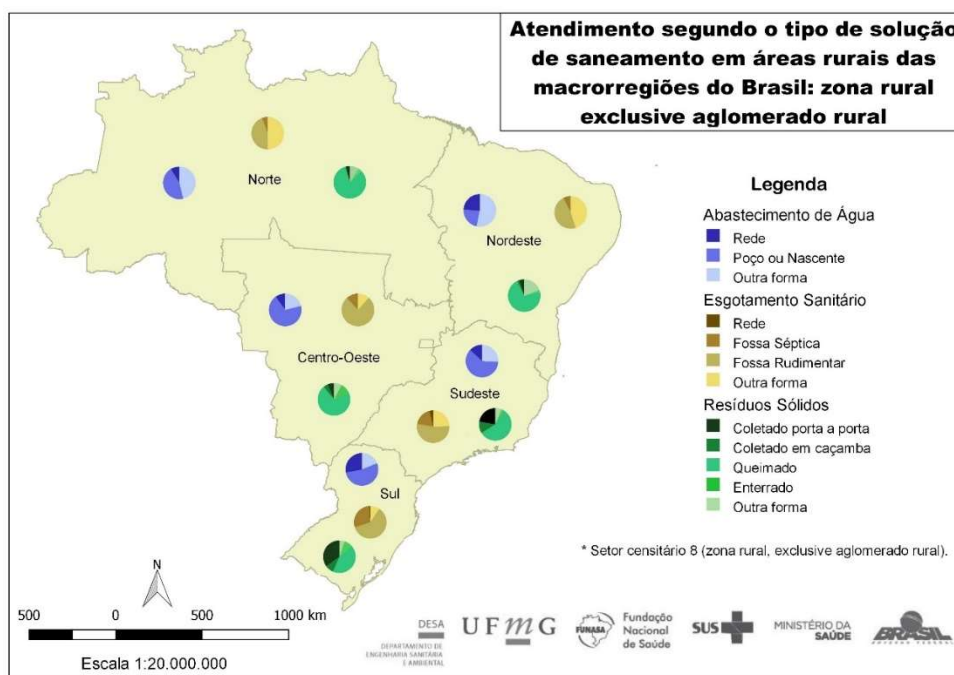 Atendimento segundo o tipo de solução
de saneamento em áreas rurais das
macrorregiões do Brasil: zona rural
exclusive aglomerado rural
Norte
Nordeste
Centro-Oeste
Sudeste
Sul
Legenda
Abastecimento de Água
Rede
Poço ou Nascente
Outra forma
Esgotamento Sanitário
Rede
Fossa Séptica
Fossa Rudimentar
Outra forma
Resíduos Sólidos
Coletado porta a porta
Coletado em caçamba
Queimado
Enterrado
Outra forma
* Setor censitário 8 (zona rural, exclusive aglomerado rural).
N
500 0 500 1000 km
Escala 1:20.000.000
DESA
DEPARTAMENTO DE
ENGENHARIA SANITÁRIA
E AMBIENTAL
UFmG
FUNASA
Fundação
Nacional
de Saúde
SUS
MINISTÉRIO DA
SAÚDE
BRASIL
GOVERNO FEDERAL